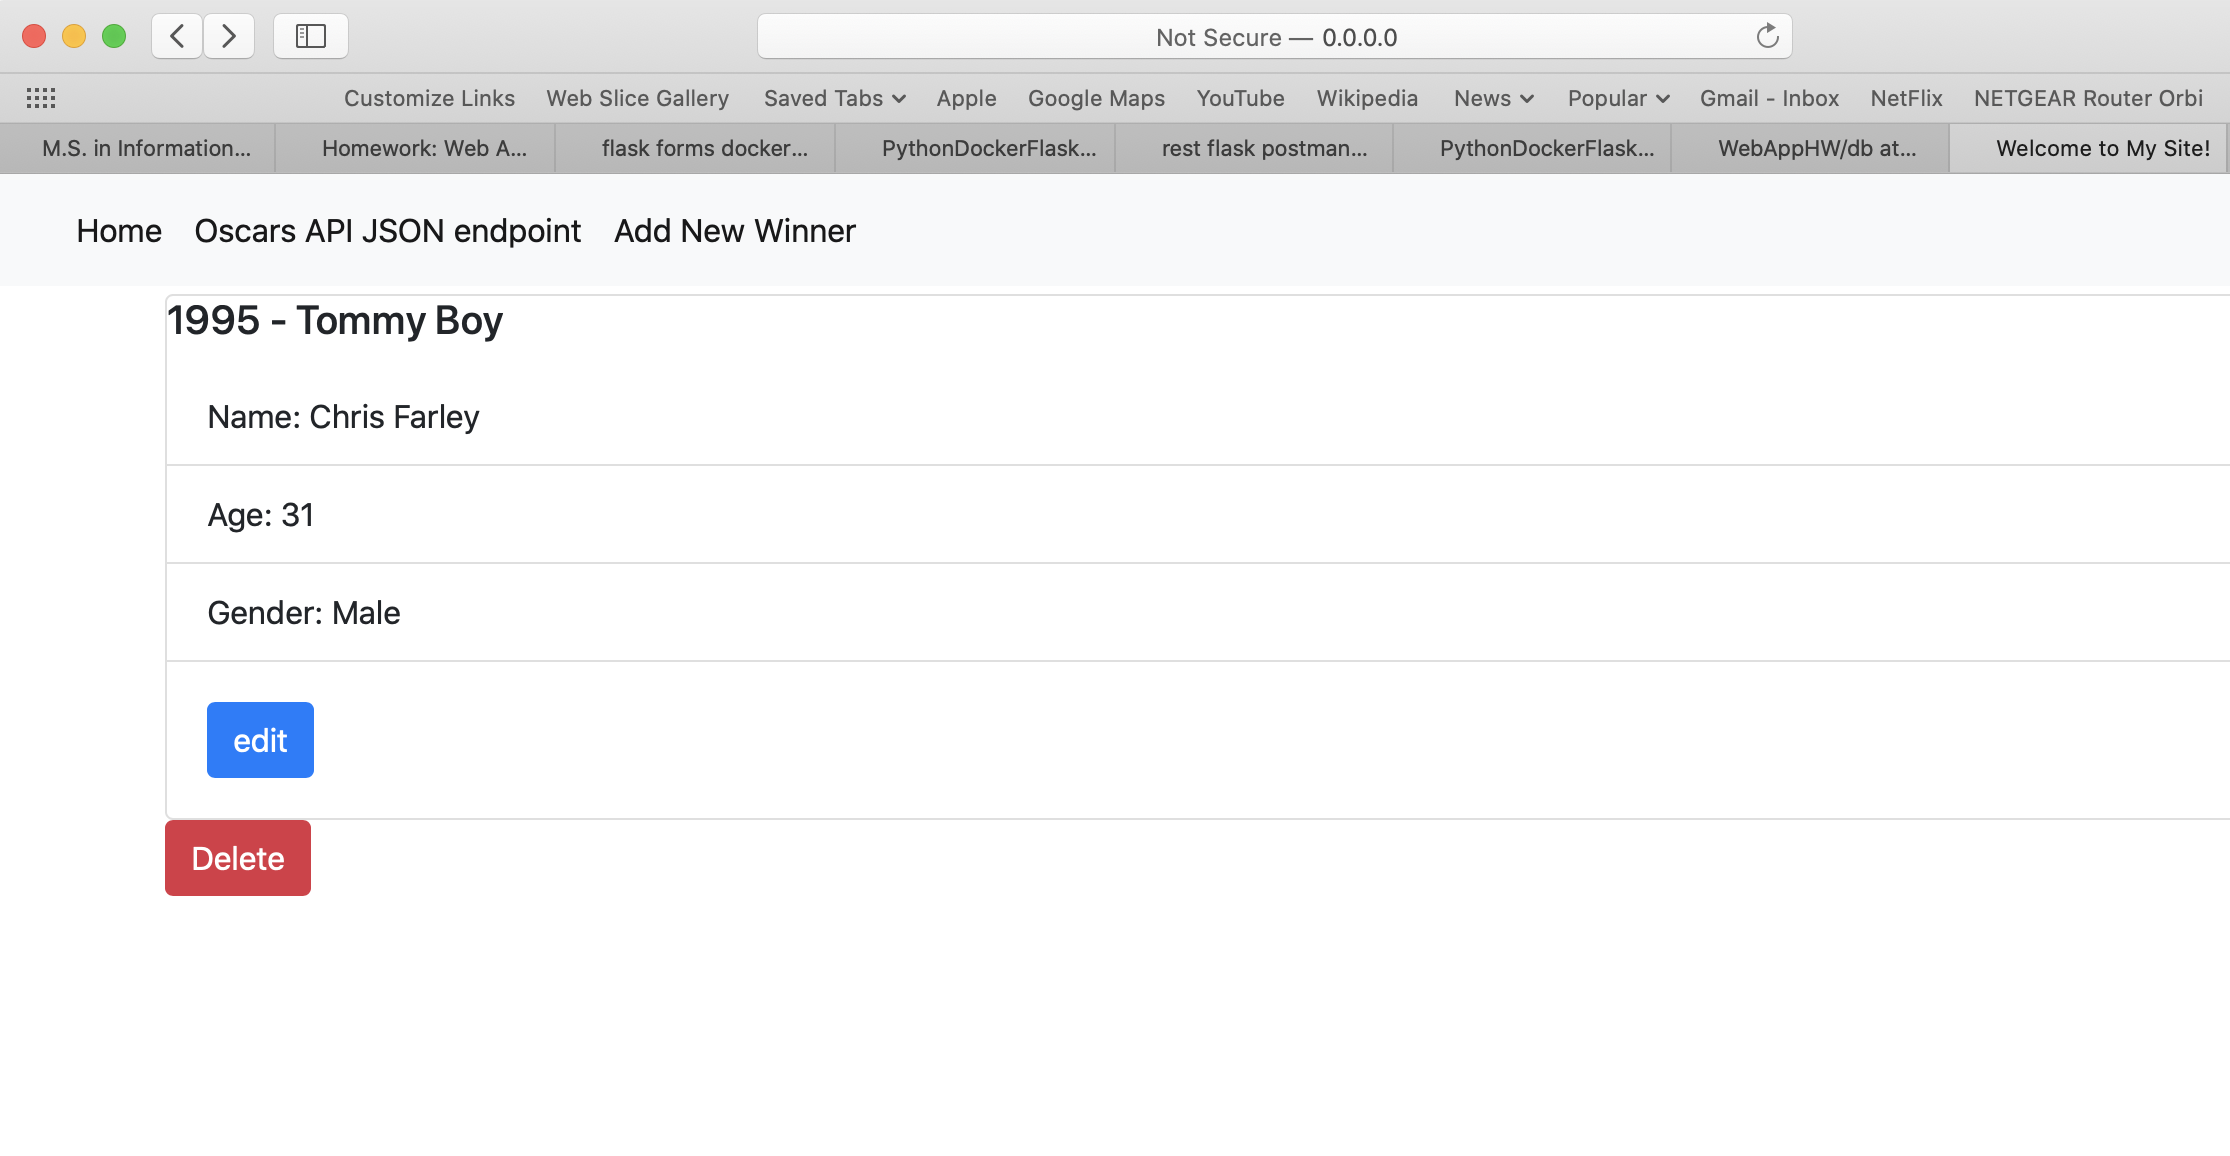 Not Secure — 0.0.0.0
Customize Links Web Slice Gallery Saved Tabs Apple Google Maps YouTube Wikipedia News Popular Gmail - Inbox NetFlix NETGEAR Router Orbi
M.S. in Information... Homework: Web A... flask forms docker... PythonDockerFlask... rest flask postman... PythonDockerFlask... WebAppHW/db at... Welcome to My Site!
Home Oscars API JSON endpoint Add New Winner
1995 - Tommy Boy
Name: Chris Farley
Age: 31
Gender: Male
edit
Delete